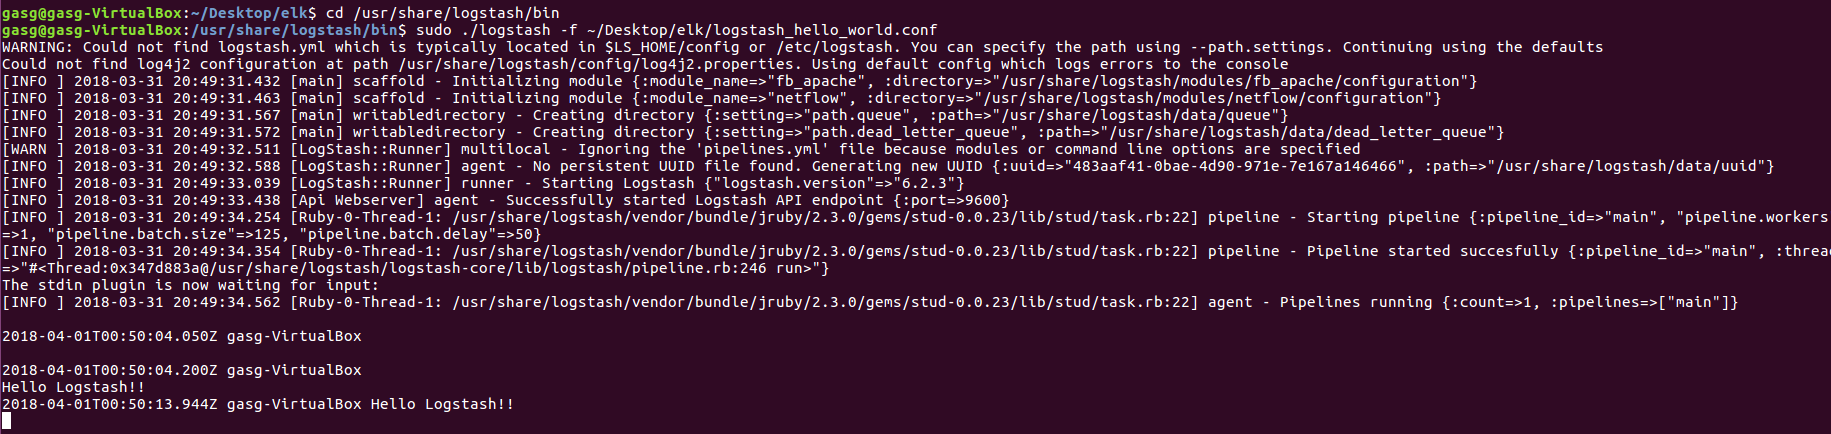 gasg@gasg-VirtualBox:~/Desktop/elk$ cd /usr/share/logstash/bin
gasg@gasg-VirtualBox:/usr/share/logstash/bin$ sudo ./logstash -f ~/Desktop/elk/logstash_hello_world.conf
WARNING: Could not find logstash.yml which is typically located in $LS_HOME/config or /etc/logstash. You can specify the path using --path.settings. Continuing using the defaults
Could not find log4j2 configuration at path /usr/share/logstash/config/log4j2.properties. Using default config which logs errors to the console
[INFO ] 2018-03-31 20:49:31.432 [main] scaffold - Initializing module {:module_name=>"fb_apache", :directory=>"/usr/share/logstash/modules/fb_apache/configuration"}
[INFO ] 2018-03-31 20:49:31.463 [main] scaffold - Initializing module {:module_name=>"netflow", :directory=>"/usr/share/logstash/modules/netflow/configuration"}
[INFO ] 2018-03-31 20:49:31.567 [main] writabledirectory - Creating directory {:setting=>"path.queue", :path=>"/usr/share/logstash/data/queue"}
[INFO ] 2018-03-31 20:49:31.572 [main] writabledirectory - Creating directory {:setting=>"path.dead_letter_queue", :path=>"/usr/share/logstash/data/dead_letter_queue"}
[WARN ] 2018-03-31 20:49:32.511 [LogStash::Runner] multilocal - Ignoring the 'pipelines.yml' file because modules or command line options are specified
[INFO ] 2018-03-31 20:49:32.588 [LogStash::Runner] agent - No persistent UUID file found. Generating new UUID {:uuid=>"483aaf41-0bae-4d90-971e-7e167a146466", :path=>"/usr/share/logstash/data/uuid"}
[INFO ] 2018-03-31 20:49:33.039 [LogStash::Runner] runner - Starting Logstash {"logstash.version"=>"6.2.3"}
[INFO ] 2018-03-31 20:49:33.438 [Api Webserver] agent - Successfully started Logstash API endpoint {:port=>9600}
[INFO ] 2018-03-31 20:49:34.254 [Ruby-0-Thread-1: /usr/share/logstash/vendor/bundle/jruby/2.3.0/gems/stud-0.0.23/lib/stud/task.rb:22] pipeline - Starting pipeline {:pipeline_id=>"main", "pipeline.workers
=>1, "pipeline.batch.size"=>125, "pipeline.batch.delay"=>50}
[INFO ] 2018-03-31 20:49:34.354 [Ruby-0-Thread-1: /usr/share/logstash/vendor/bundle/jruby/2.3.0/gems/stud-0.0.23/lib/stud/task.rb:22] pipeline - Pipeline started succesfully {:pipeline_id=>"main", :threa
=>"#<Thread:0x347d883a@/usr/share/logstash/logstash-core/lib/logstash/pipeline.rb:246 run>"}
The stdin plugin is now waiting for input:
[INFO ] 2018-03-31 20:49:34.562 [Ruby-0-Thread-1: /usr/share/logstash/vendor/bundle/jruby/2.3.0/gems/stud-0.0.23/lib/stud/task.rb:22] agent - Pipelines running {:count=>1, :pipelines=>["main"]}
2018-04-01T00:50:04.050Z gasg-VirtualBox
2018-04-01T00:50:04.200Z gasg-VirtualBox
Hello Logstash!!
2018-04-01T00:50:13.944Z gasg-VirtualBox Hello Logstash!!